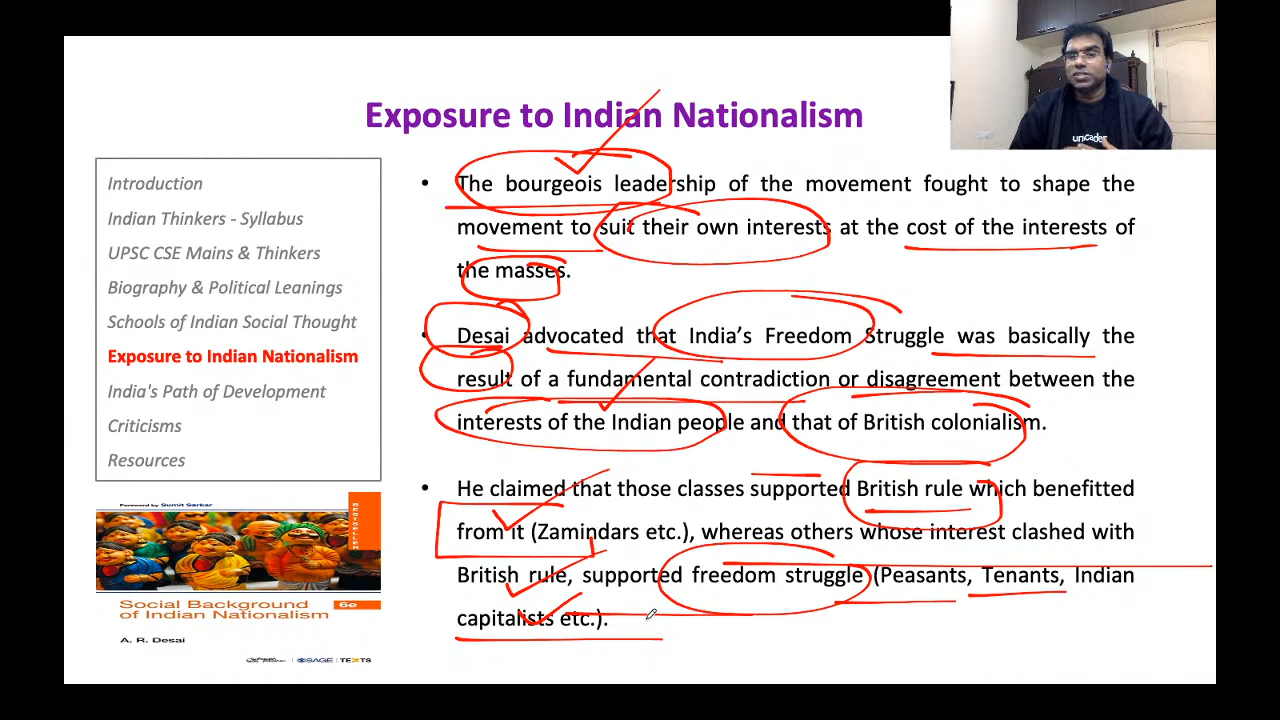 Exposure to Indian Nationalism
Introduction
Indian Thinkers - Syllabus
UPSC CSE Mains & Thinkers
Biography & Political Leanings
Schools of Indian Social Thought
Exposure to Indian Nationalism
India's Path of Development
Criticisms
Resources
• The bourgeois leadership of the movement fought to shape the
movement to suit their own interests at the cost of the interests of
the masses.
• Desai advocated that India’s Freedom Struggle was basically the
result of a fundamental contradiction or disagreement between the
interests of the Indian people and that of British colonialism.
• He claimed that those classes supported British rule which benefitted
from it (Zamindars etc.), whereas others whose interest clashed with
British rule, supported freedom struggle (Peasants, Tenants, Indian
capitalists etc.).
Foreword by Sumit Sarkar
Social Background
of Indian Nationalism
6e
A. R. Desai
SAGE | TEXTS